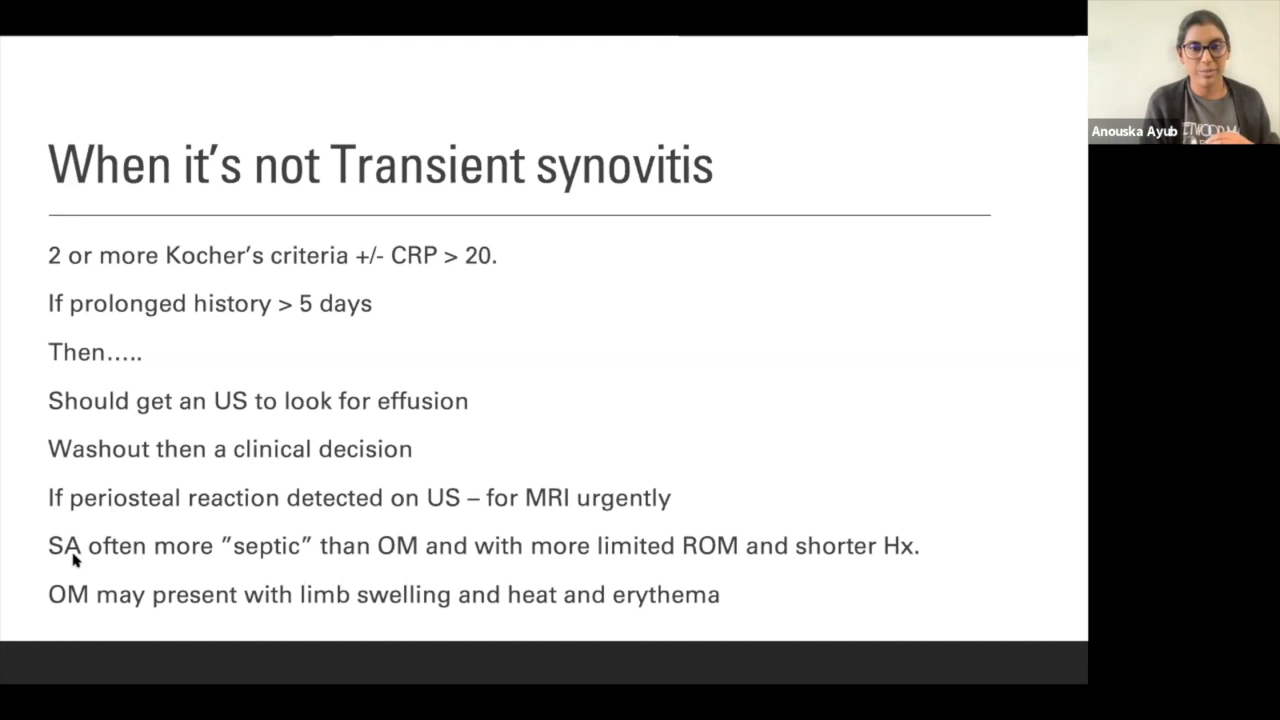 When it's not Transient synovitis
2 or more Kocher's criteria +/- CRP > 20.
If prolonged history > 5 days
Then…..
Should get an US to look for effusion
Washout then a clinical decision
If periosteal reaction detected on US – for MRI urgently
SA often more ”septic” than OM and with more limited ROM and shorter Hx.
OM may present with limb swelling and heat and erythema
Anouska Ayub